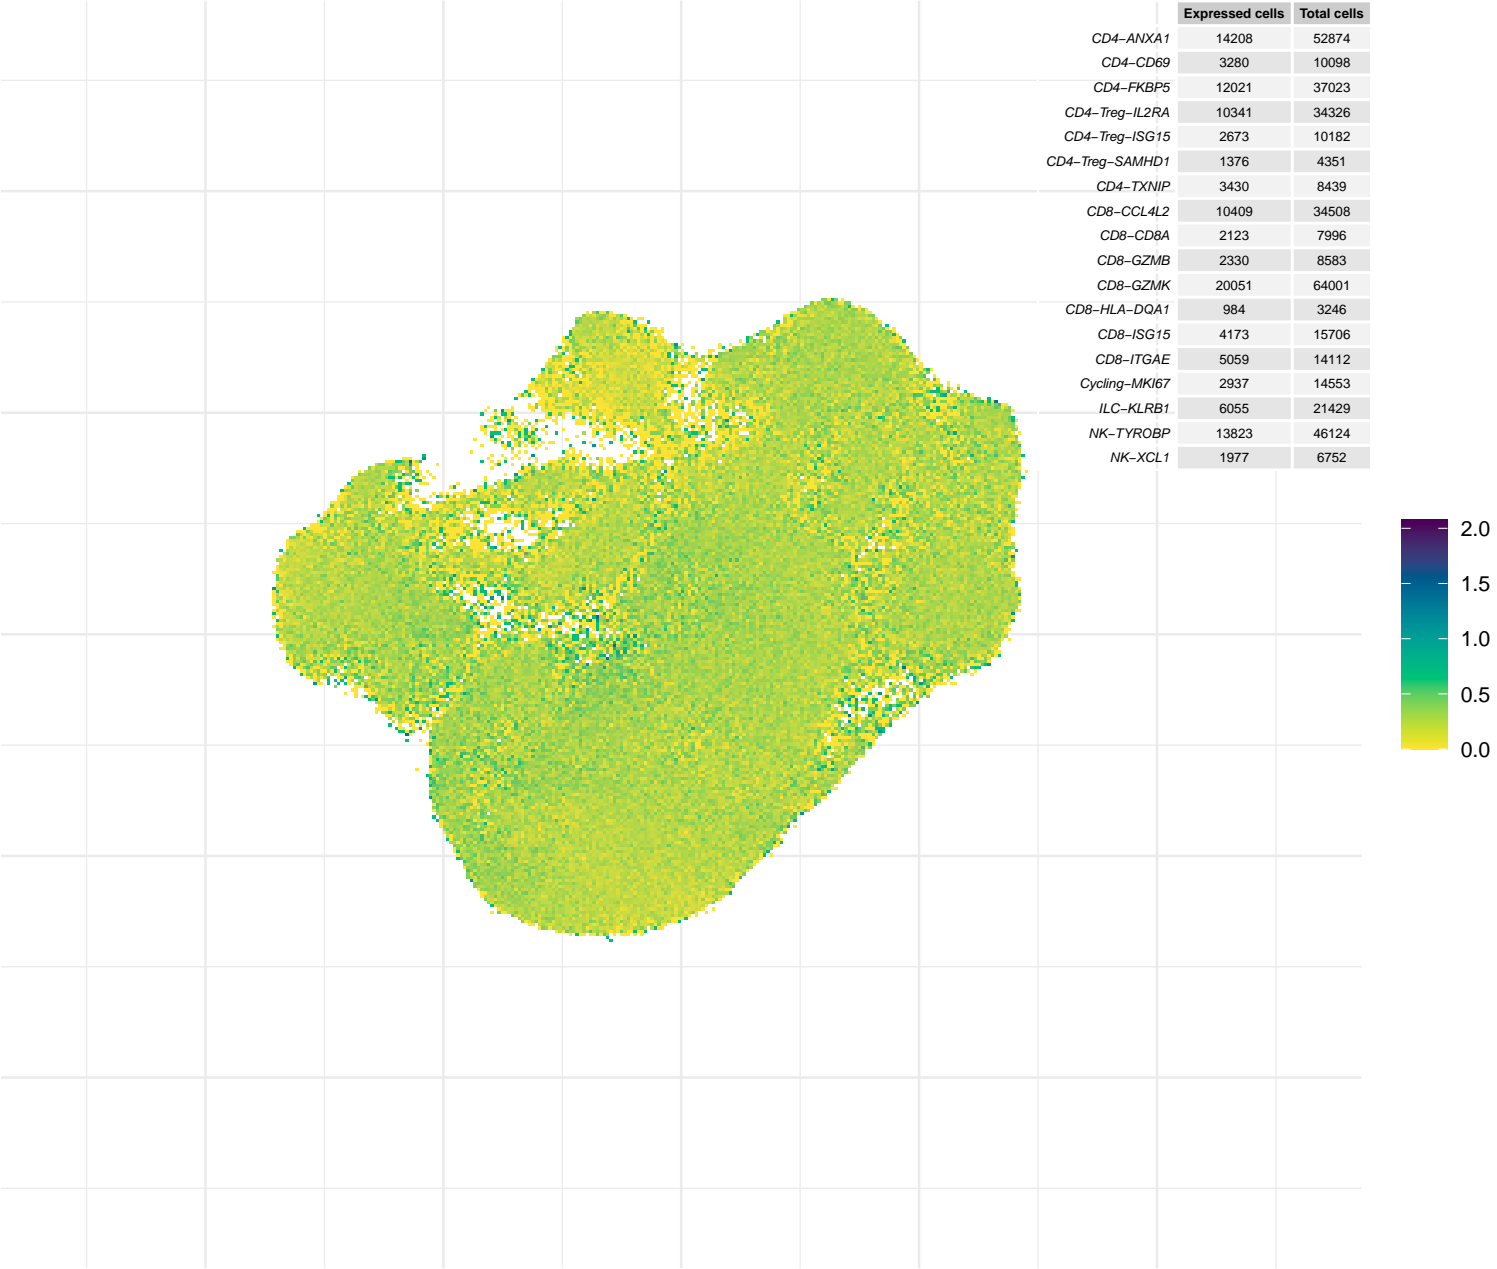 Expressed cells Total cells
CD4−ANXA1 14208 52874
CD4−CD69 3280 10098
CD4−FKBP5 12021 37023
CD4−Treg−IL2RA 10341 34326
CD4−Treg−ISG15 2673 10182
CD4−Treg−SAMHD1 1376 4351
CD4−TXNIP 3430 8439
CD8−CCL4L2 10409 34508
CD8−CD8A 2123 7996
CD8−GZMB 2330 8583
CD8−GZMK 20051 64001
CD8−HLA−DQA1 984 3246
CD8−ISG15 4173 15706
CD8−ITGAE 5059 14112
Cycling−MKI67 2937 14553
ILC−KLRB1 6055 21429
NK−TYROBP 13823 46124
NK−XCL1 1977 6752
2.0
1.5
1.0
0.5
0.0